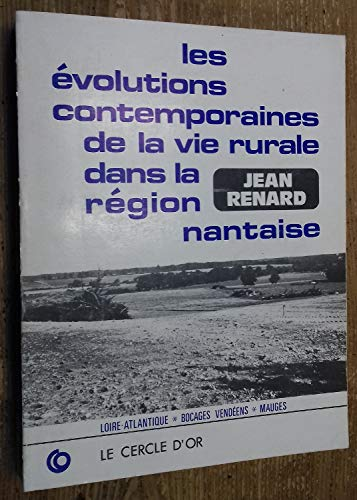 les
évolutions
contemporaines
de la vie rurale
dans la
région
nantaise
JEAN
RENARD
LOIRE-ATLANTIQUE * BOCAGES VENDÉENS * MAUGES
LE CERCLE D'OR